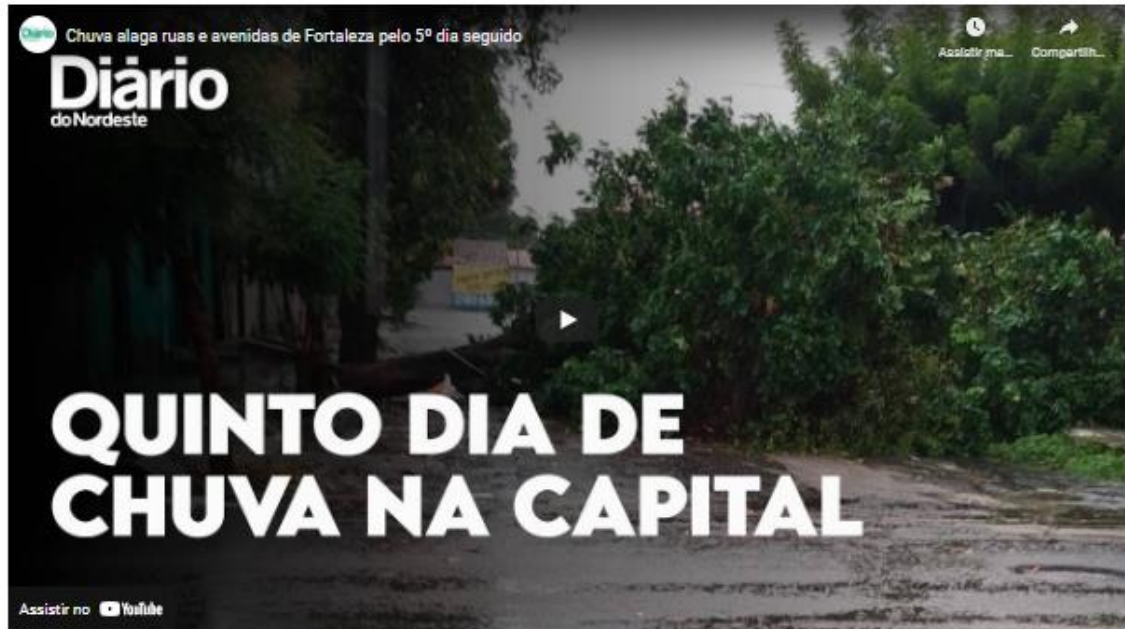 Diário
Chuva alaga ruas e avenidas de Fortaleza pelo 5º dia seguido
Assistir ma...
Compartilh...
Diário
do Nordeste
QUINTO DIA DE
CHUVA NA CAPITAL
Assistir no YouTube